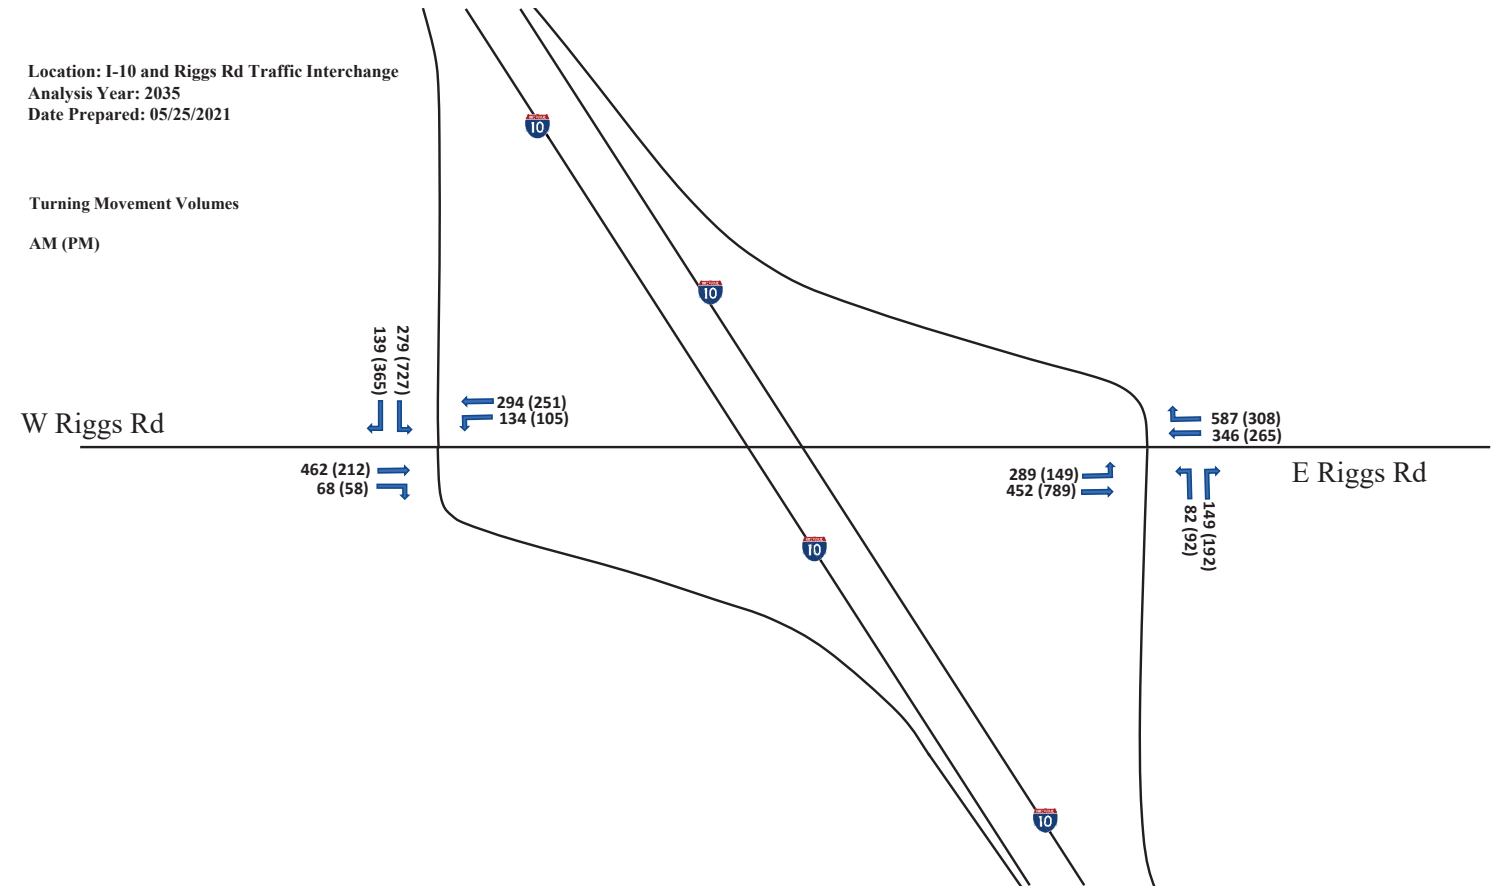 Location: I-10 and Riggs Rd Traffic Interchange
Analysis Year: 2035
Date Prepared: 05/25/2021
10
Turning Movement Volumes
AM (PM)
10
139 (365)
279 (727)
294 (251)
134 (105)
W Riggs Rd
587 (308)
346 (265)
462 (212)
68 (58)
289 (149)
452 (789)
E Riggs Rd
82 (92)
149 (192)
10
10